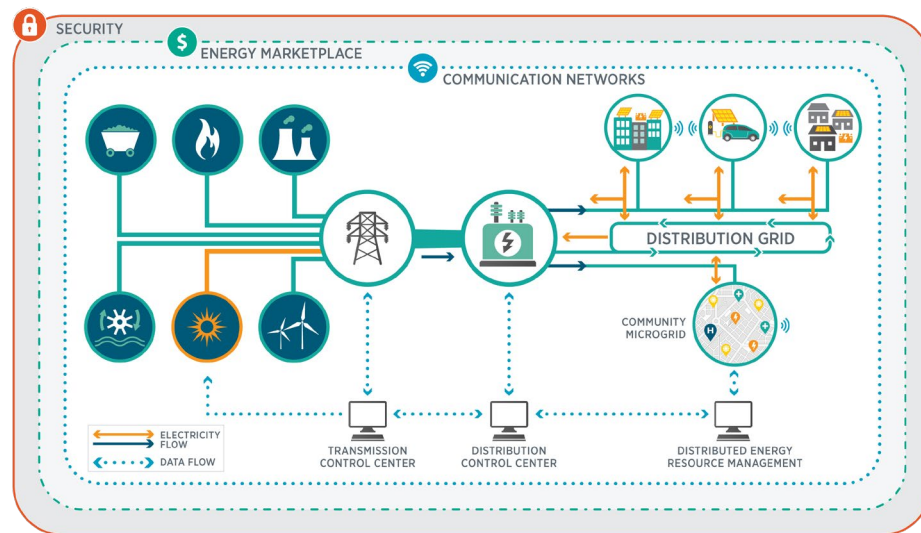 SECURITY
$
ENERGY MARKETPLACE
COMMUNICATION NETWORKS
DISTRIBUTION GRID
COMMUNITY
MICROGRID
H
ELECTRICITY
FLOW
DATA FLOW
TRANSMISSION
CONTROL CENTER
DISTRIBUTION
CONTROL CENTER
DISTRIBUTED ENERGY
RESOURCE MANAGEMENT